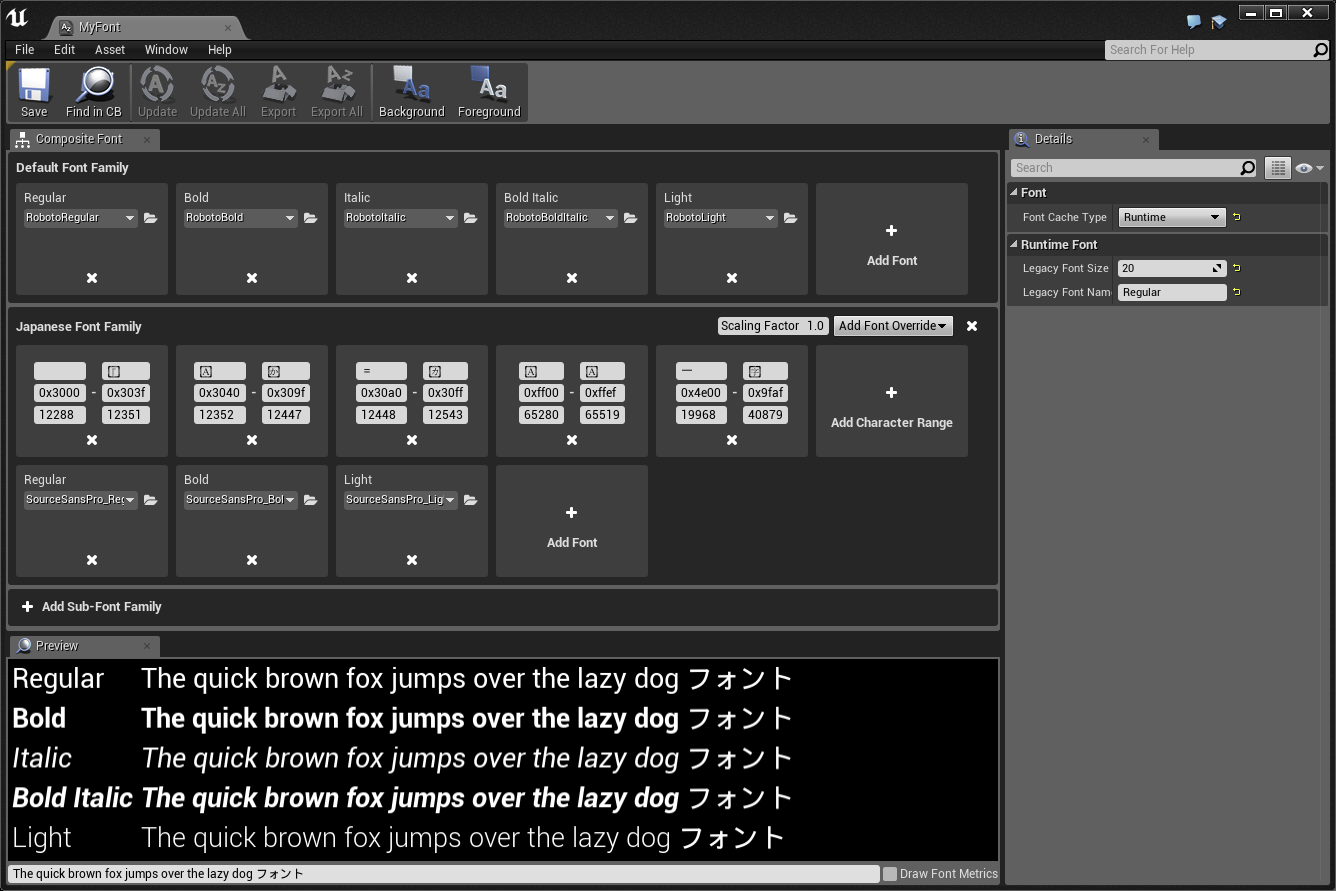 MyFont
File Edit Asset Window Help
Search For Help
Save Find in CB Update Update All Export Export All Background Foreground
Composite Font
Default Font Family
Regular Bold Italic Bold Italic Light
RobotoRegular RobotoBold RobotoItalic RobotoBoldItalic RobotoLight
Add Font
Japanese Font Family
Scaling Factor 1.0 Add Font Override
0x3000 - 0x303f 0x3040 - 0x309f 0x30a0 - 0x30ff 0xff00 - 0xffef 0x4e00 - 0x9faf
12288 12351 12352 12447 12448 12543 65280 65519 19968 40879
Add Character Range
Regular Bold Light
SourceSansPro_Reg SourceSansPro_Bol SourceSansPro_Lig
Add Font
Add Sub-Font Family
Preview
Regular The quick brown fox jumps over the lazy dog フォント
Bold The quick brown fox jumps over the lazy dog フォント
Italic The quick brown fox jumps over the lazy dog フォント
Bold Italic The quick brown fox jumps over the lazy dog フォント
Light The quick brown fox jumps over the lazy dog フォント
The quick brown fox jumps over the lazy dog フォント
Draw Font Metrics
Details
Search
Font
Font Cache Type Runtime
Runtime Font
Legacy Font Size 20
Legacy Font Nam Regular